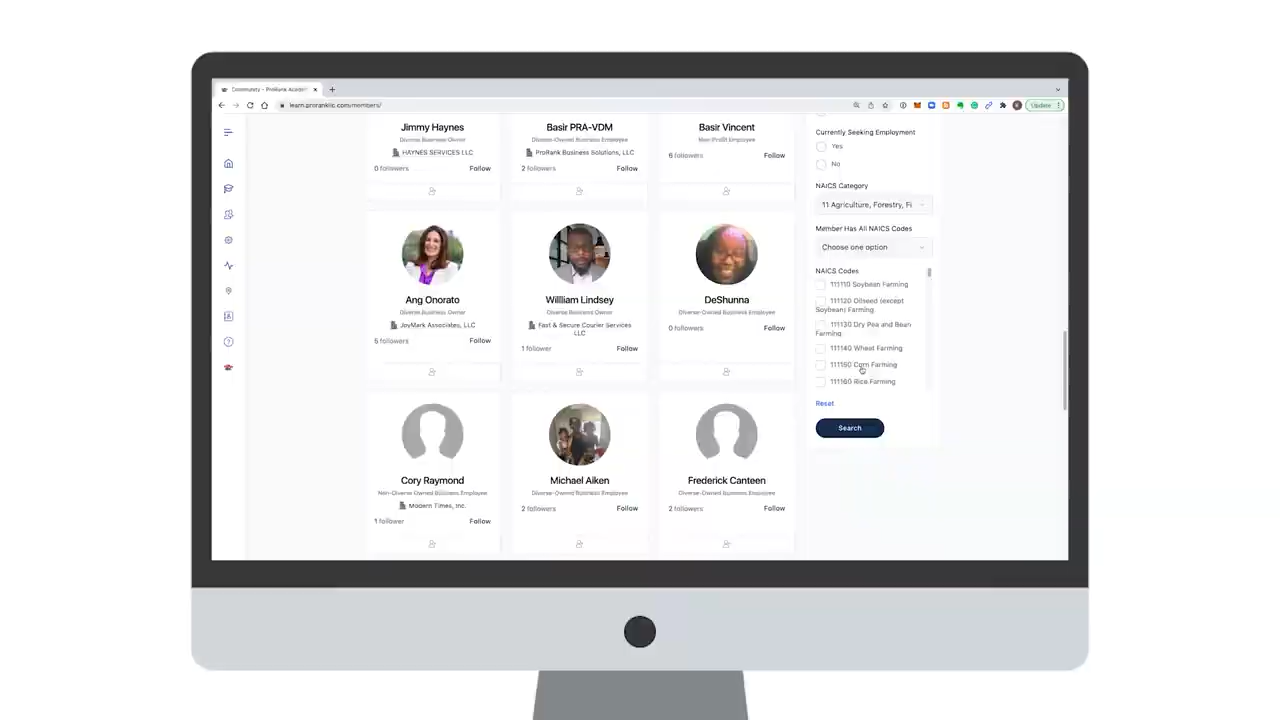 Community - ProRank Academ
learn.prorankllc.com/members/
Update
Jimmy Haynes
Diverse Business Owner
HAYNES SERVICES LLC
0 followers Follow
Basir PRA-VDM
Diverse-Owned Business Employee
ProRank Business Solutions, LLC
2 followers Follow
Basir Vincent
Non-Profit Employee
6 followers Follow
Ang Onorato
Diverse Business Owner
JoyMark Associates, LLC
5 followers Follow
Willliam Lindsey
Diverse Business Owner
Fast & Secure Courier Services
LLC
1 follower Follow
DeShunna
Diverse-Owned Business Employee
0 followers Follow
Cory Raymond
Non-Diverse Owned Business Employee
Modern Times, Inc.
1 follower Follow
Michael Aiken
Diverse-Owned Business Employee
2 followers Follow
Frederick Canteen
Diverse-Owned Business Employee
2 followers Follow
Currently Seeking Employment
Yes
No
NAICS Category
11 Agriculture, Forestry, Fi
Member Has All NAICS Codes
Choose one option
NAICS Codes
111110 Soybean Farming
111120 Oilseed (except
Soybean) Farming
111130 Dry Pea and Bean
Farming
111140 Wheat Farming
111150 Corn Farming
111160 Rice Farming
Reset
Search